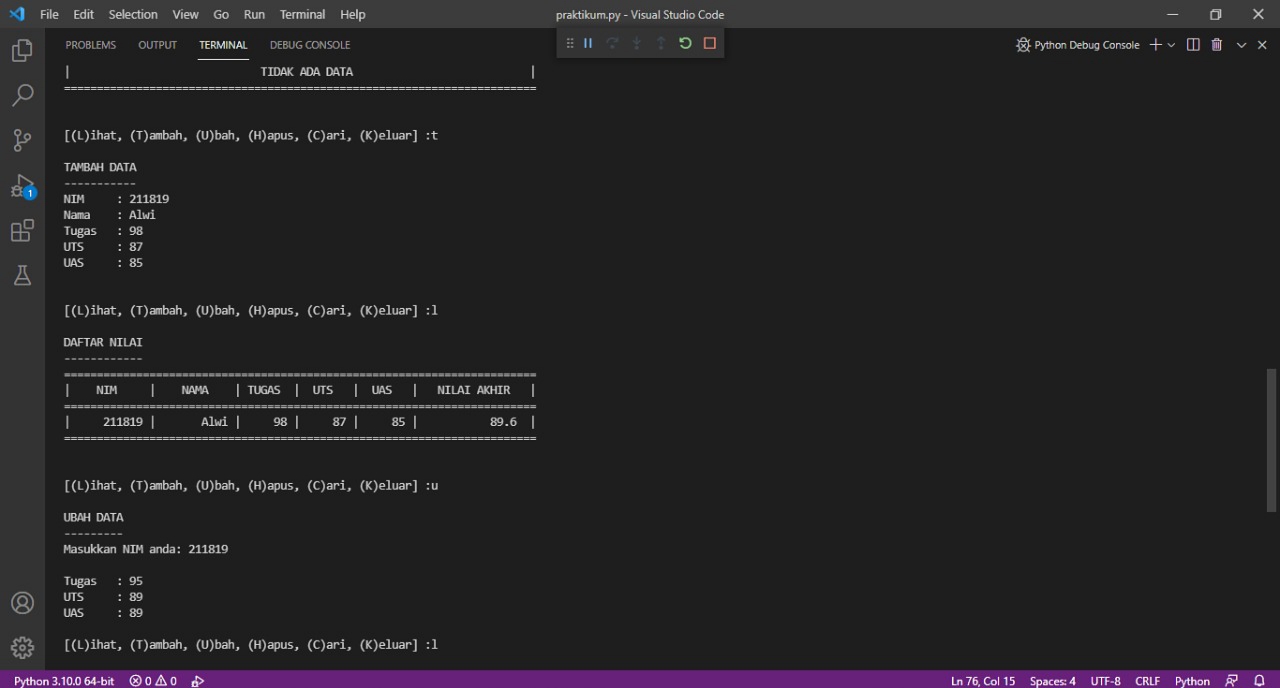 File Edit Selection View Go Run Terminal Help praktikum.py - Visual Studio Code
PROBLEMS OUTPUT TERMINAL DEBUG CONSOLE Python Debug Console
| TIDAK ADA DATA |
========================================================================
[(L)ihat, (T)ambah, (U)bah, (H)apus, (C)ari, (K)eluar] :t
TAMBAH DATA
-----------
NIM : 211819
Nama : Alwi
Tugas : 98
UTS : 87
UAS : 85
[(L)ihat, (T)ambah, (U)bah, (H)apus, (C)ari, (K)eluar] :l
DAFTAR NILAI
------------
========================================================================
| NIM | NAMA | TUGAS | UTS | UAS | NILAI AKHIR |
========================================================================
| 211819 | Alwi | 98 | 87 | 85 | 89.6 |
========================================================================
[(L)ihat, (T)ambah, (U)bah, (H)apus, (C)ari, (K)eluar] :u
UBAH DATA
---------
Masukkan NIM anda: 211819
Tugas : 95
UTS : 89
UAS : 89
[(L)ihat, (T)ambah, (U)bah, (H)apus, (C)ari, (K)eluar] :l
1
Python 3.10.0 64-bit 0 0 Ln 76, Col 15 Spaces: 4 UTF-8 CRLF Python